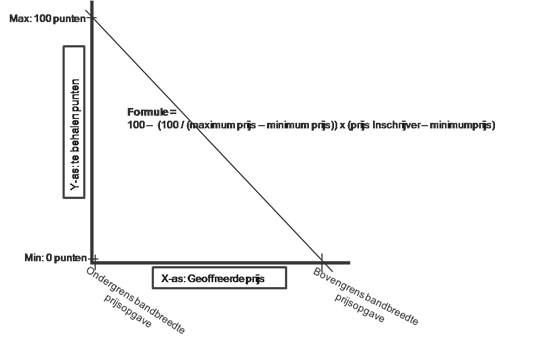 Max: 100 punten
Y-as: te behalen punten
Formule =
100 – (100 / (maximum prijs – minimum prijs)) x (prijs Inschrijver – minimumprijs)
Min: 0 punten
X-as: Geoffreerde prijs
Ondergrens bandbreedte
prijsopgave
Bovengrens bandbreedte
prijsopgave